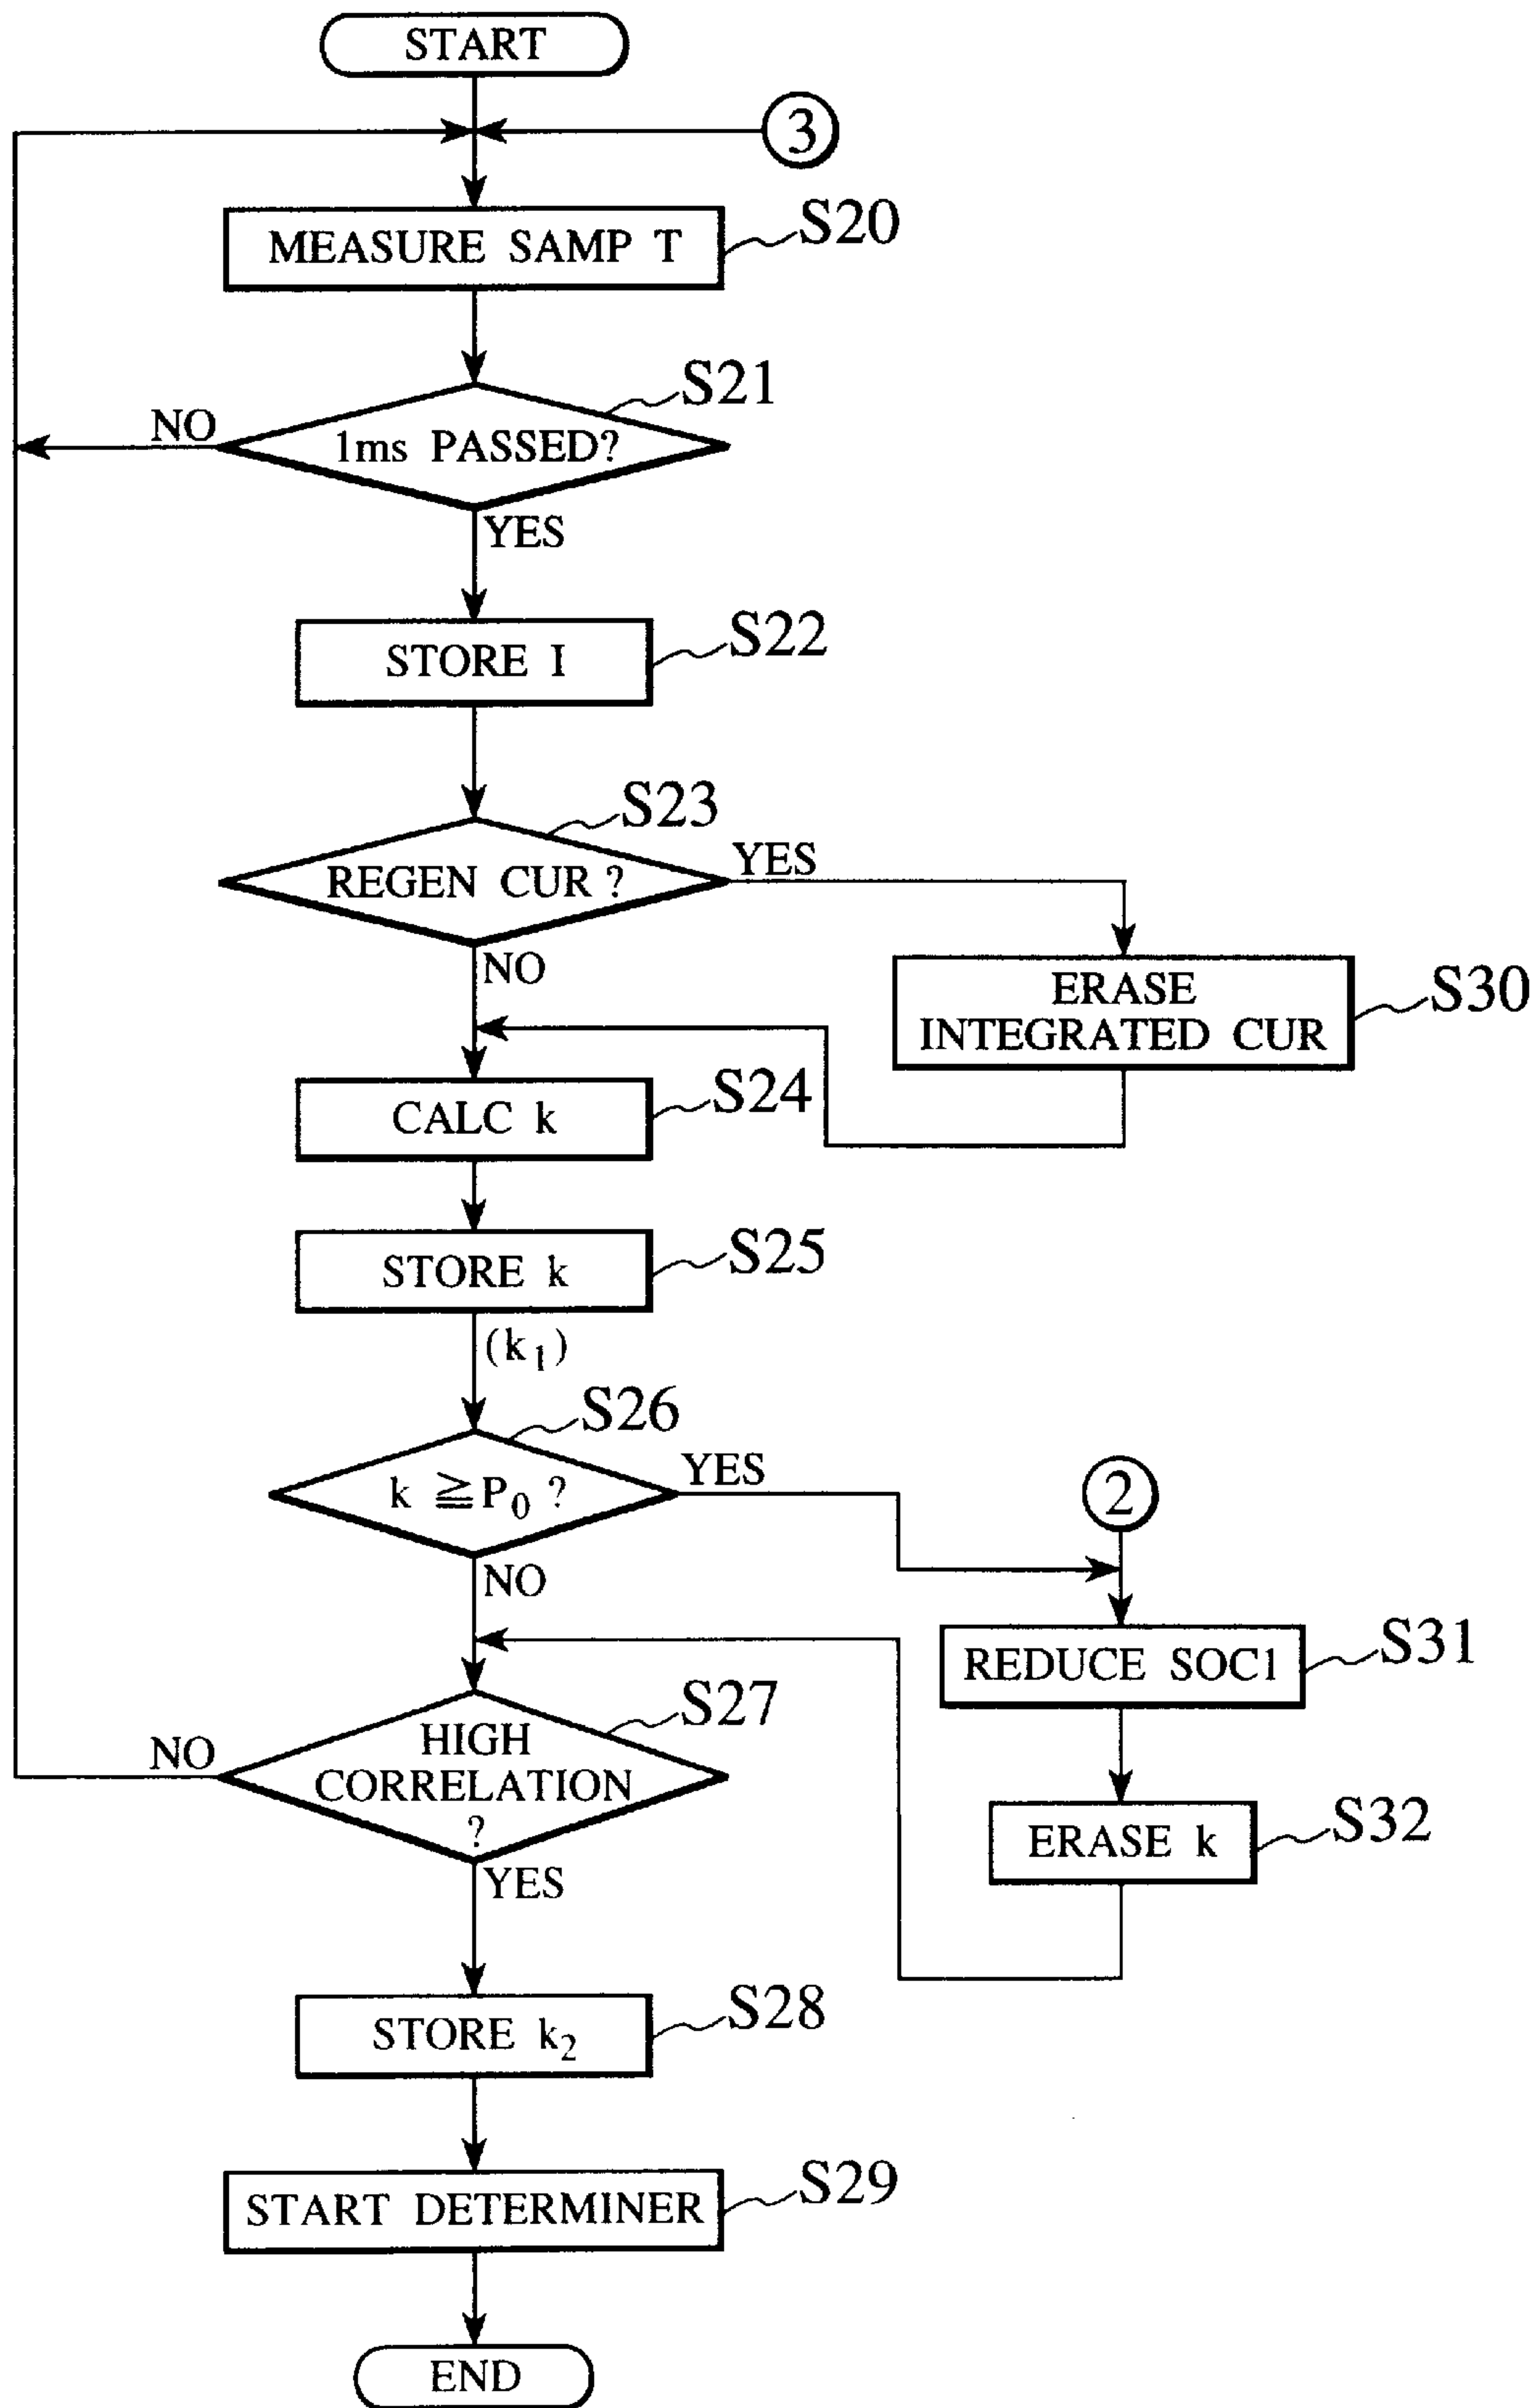 START
3
MEASURE SAMP T
S20
S21
NO
1ms PASSED?
YES
STORE I
S22
S23
REGEN CUR ?
YES
NO
ERASE
INTEGRATED CUR
S30
CALC k
S24
STORE k
S25
(k₁)
S26
k ≧ P₀ ?
YES
2
NO
REDUCE SOC1
S31
S27
NO
HIGH
CORRELATION
?
ERASE k
S32
YES
STORE k₂
S28
START DETERMINER
S29
END